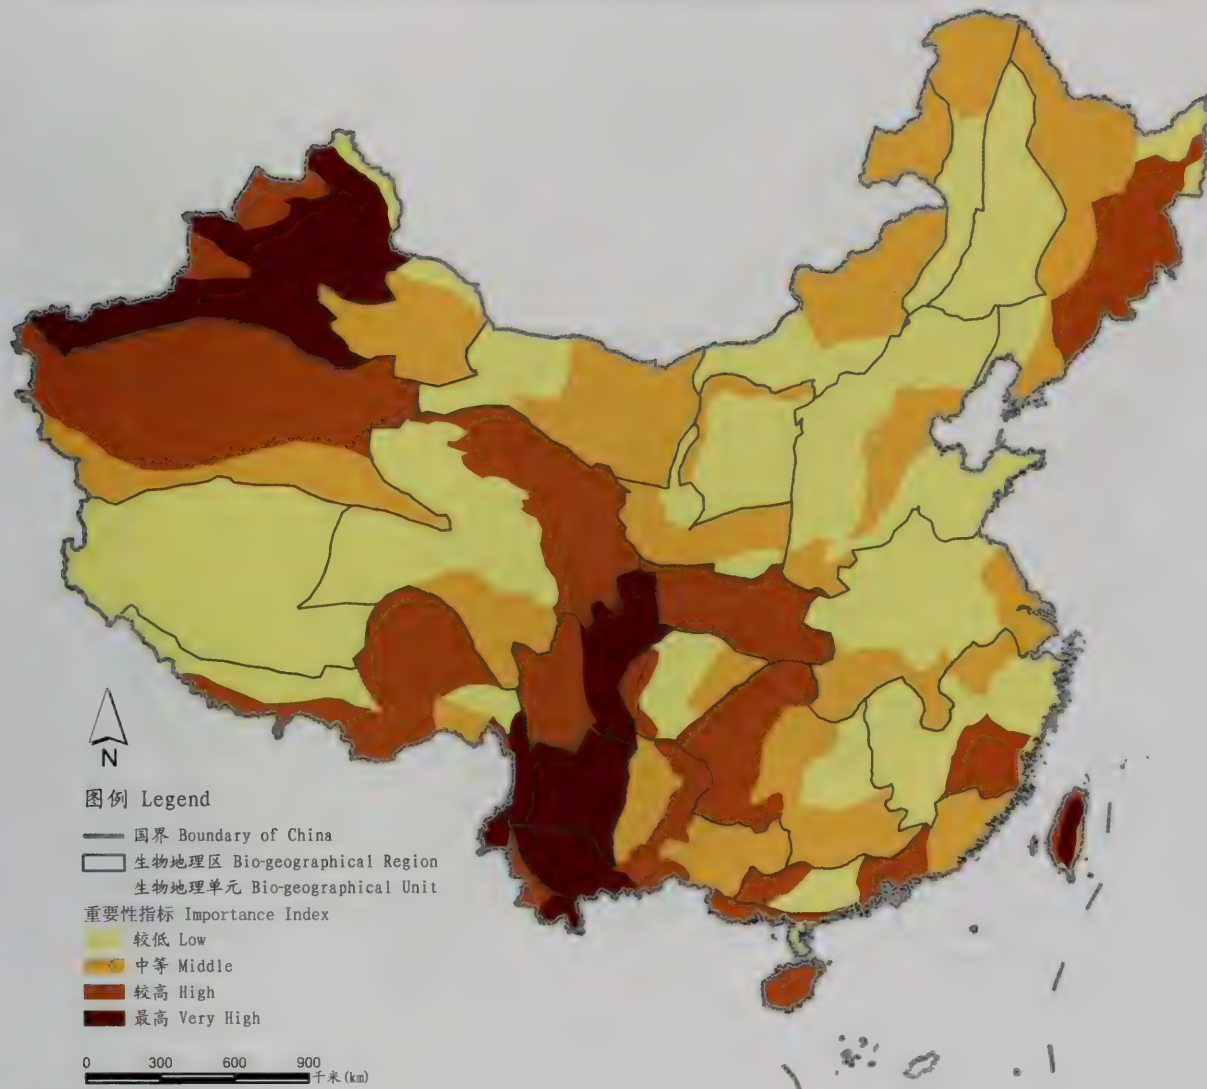 N
图例 Legend
国界 Boundary of China
生物地理区 Bio-geographical Region
生物地理单元 Bio-geographical Unit
重要性指标 Importance Index
较低 Low
中等 Middle
较高 High
最高 Very High
0 300 600 900
千米(km)